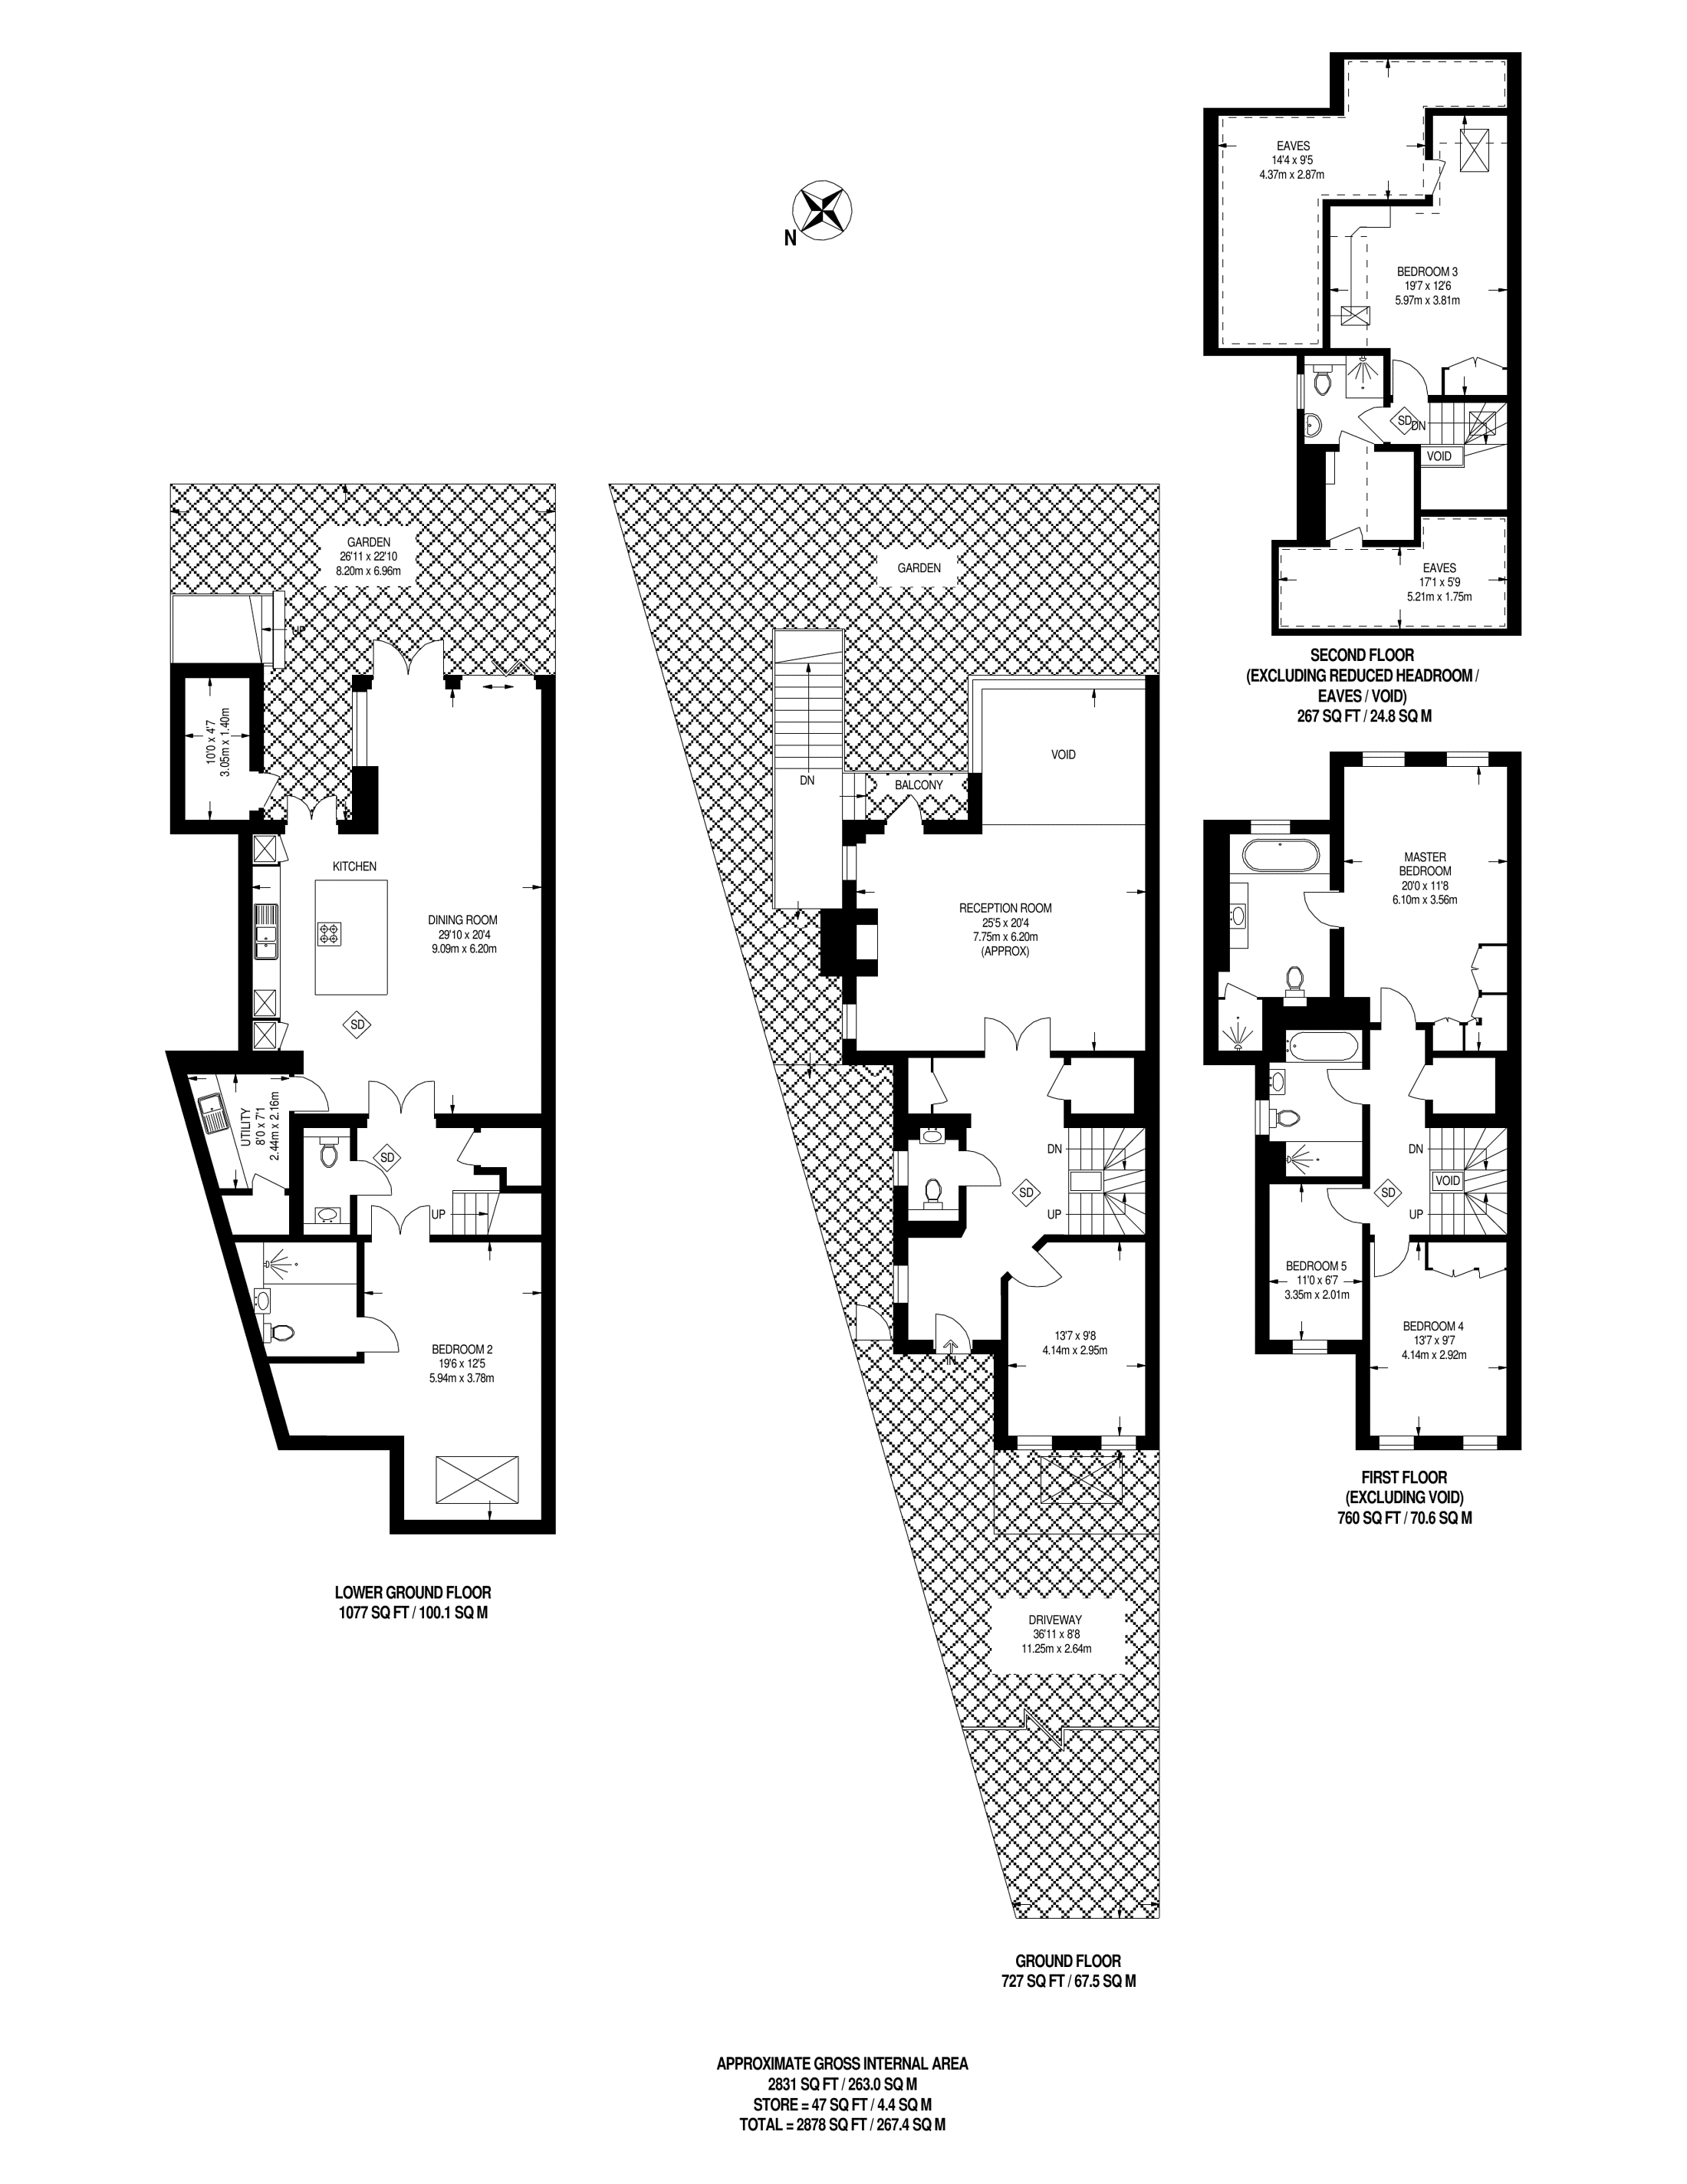 N
EAVES
14'4 x 9'5
4.37m x 2.87m
BEDROOM 3
19'7 x 12'6
5.97m x 3.81m
SD
DN
VOID
EAVES
17'1 x 5'9
5.21m x 1.75m
SECOND FLOOR
(EXCLUDING REDUCED HEADROOM /
EAVES / VOID)
267 SQ FT / 24.8 SQ M
GARDEN
26'11 x 22'10
8.20m x 6.96m
UP
10'0 x 4'7
3.05m x 1.40m
KITCHEN
DINING ROOM
29'10 x 20'4
9.09m x 6.20m
SD
UTILITY
8'0 x 7'1
2.44m x 2.16m
SD
UP
BEDROOM 2
19'6 x 12'5
5.94m x 3.78m
LOWER GROUND FLOOR
1077 SQ FT / 100.1 SQ M
GARDEN
DN
VOID
BALCONY
RECEPTION ROOM
25'5 x 20'4
7.75m x 6.20m
(APPROX)
DN
SD
UP
13'7 x 9'8
4.14m x 2.95m
IN
DRIVEWAY
36'11 x 8'8
11.25m x 2.64m
GROUND FLOOR
727 SQ FT / 67.5 SQ M
MASTER
BEDROOM
20'0 x 11'8
6.10m x 3.56m
DN
VOID
SD
UP
BEDROOM 5
11'0 x 6'7
3.35m x 2.01m
BEDROOM 4
13'7 x 9'7
4.14m x 2.92m
FIRST FLOOR
(EXCLUDING VOID)
760 SQ FT / 70.6 SQ M
APPROXIMATE GROSS INTERNAL AREA
2831 SQ FT / 263.0 SQ M
STORE = 47 SQ FT / 4.4 SQ M
TOTAL = 2878 SQ FT / 267.4 SQ M